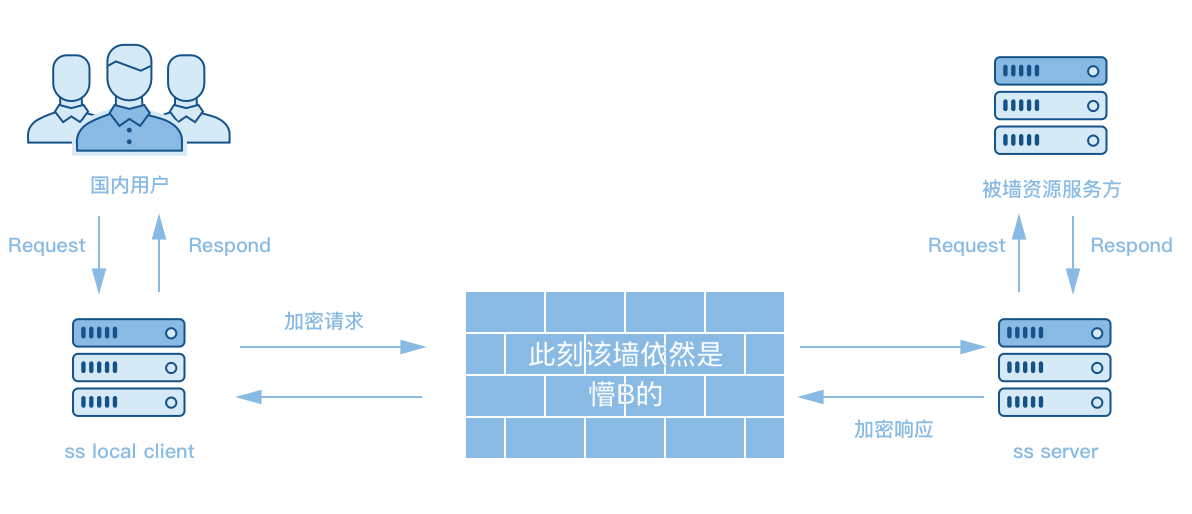 国内用户
被墙资源服务方
Request
Respond
Request
Respond
加密请求
此刻该墙依然是
懵B的
加密响应
ss local client
ss server